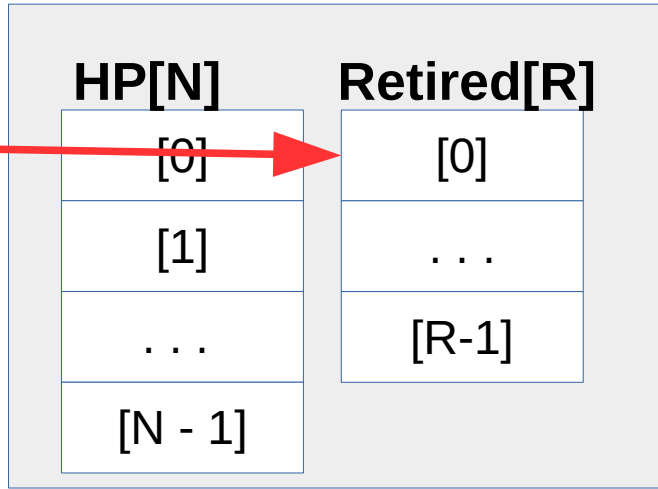 HP[N]
[0]
[1]
. . .
[N - 1]
Retired[R]
[0]
. . .
[R-1]